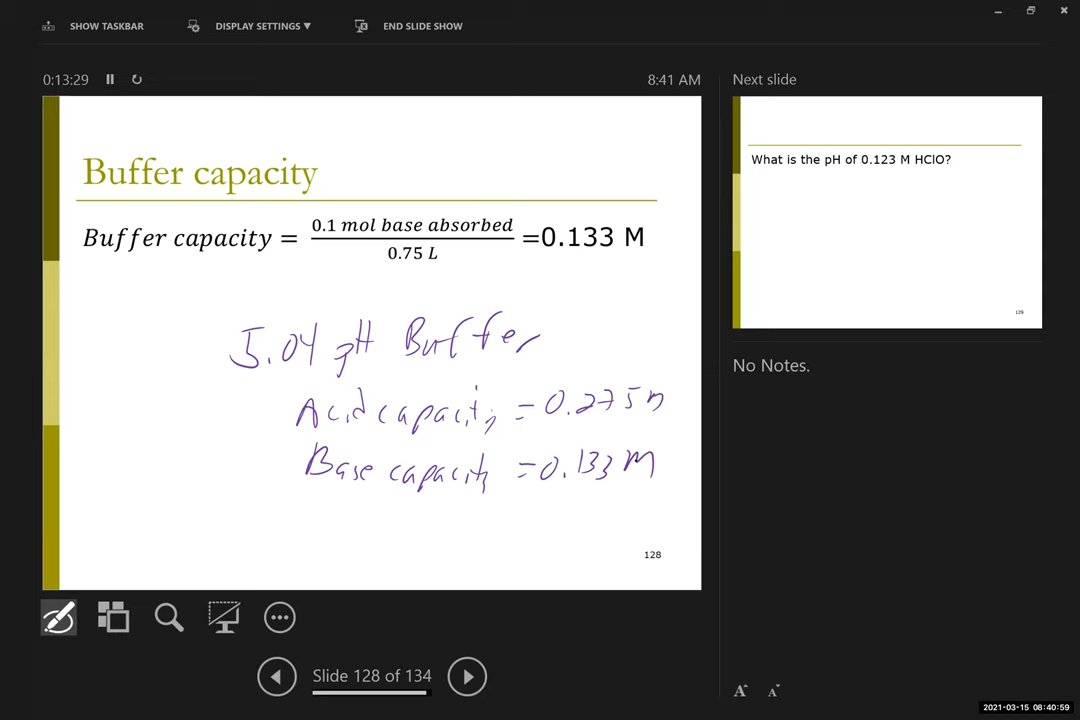 SHOW TASKBAR DISPLAY SETTINGS ▼ END SLIDE SHOW
0:13:29 8:41 AM
Buffer capacity
Buffer capacity = 0.1 mol base absorbed / 0.75 L =0.133 M
5.04 pH Buffer
Acid capacity = 0.275 M
Base capacity = 0.133 M
128
Slide 128 of 134
Next slide
What is the pH of 0.123 M HClO?
129
No Notes.
A A
2021-03-15 08:40:59